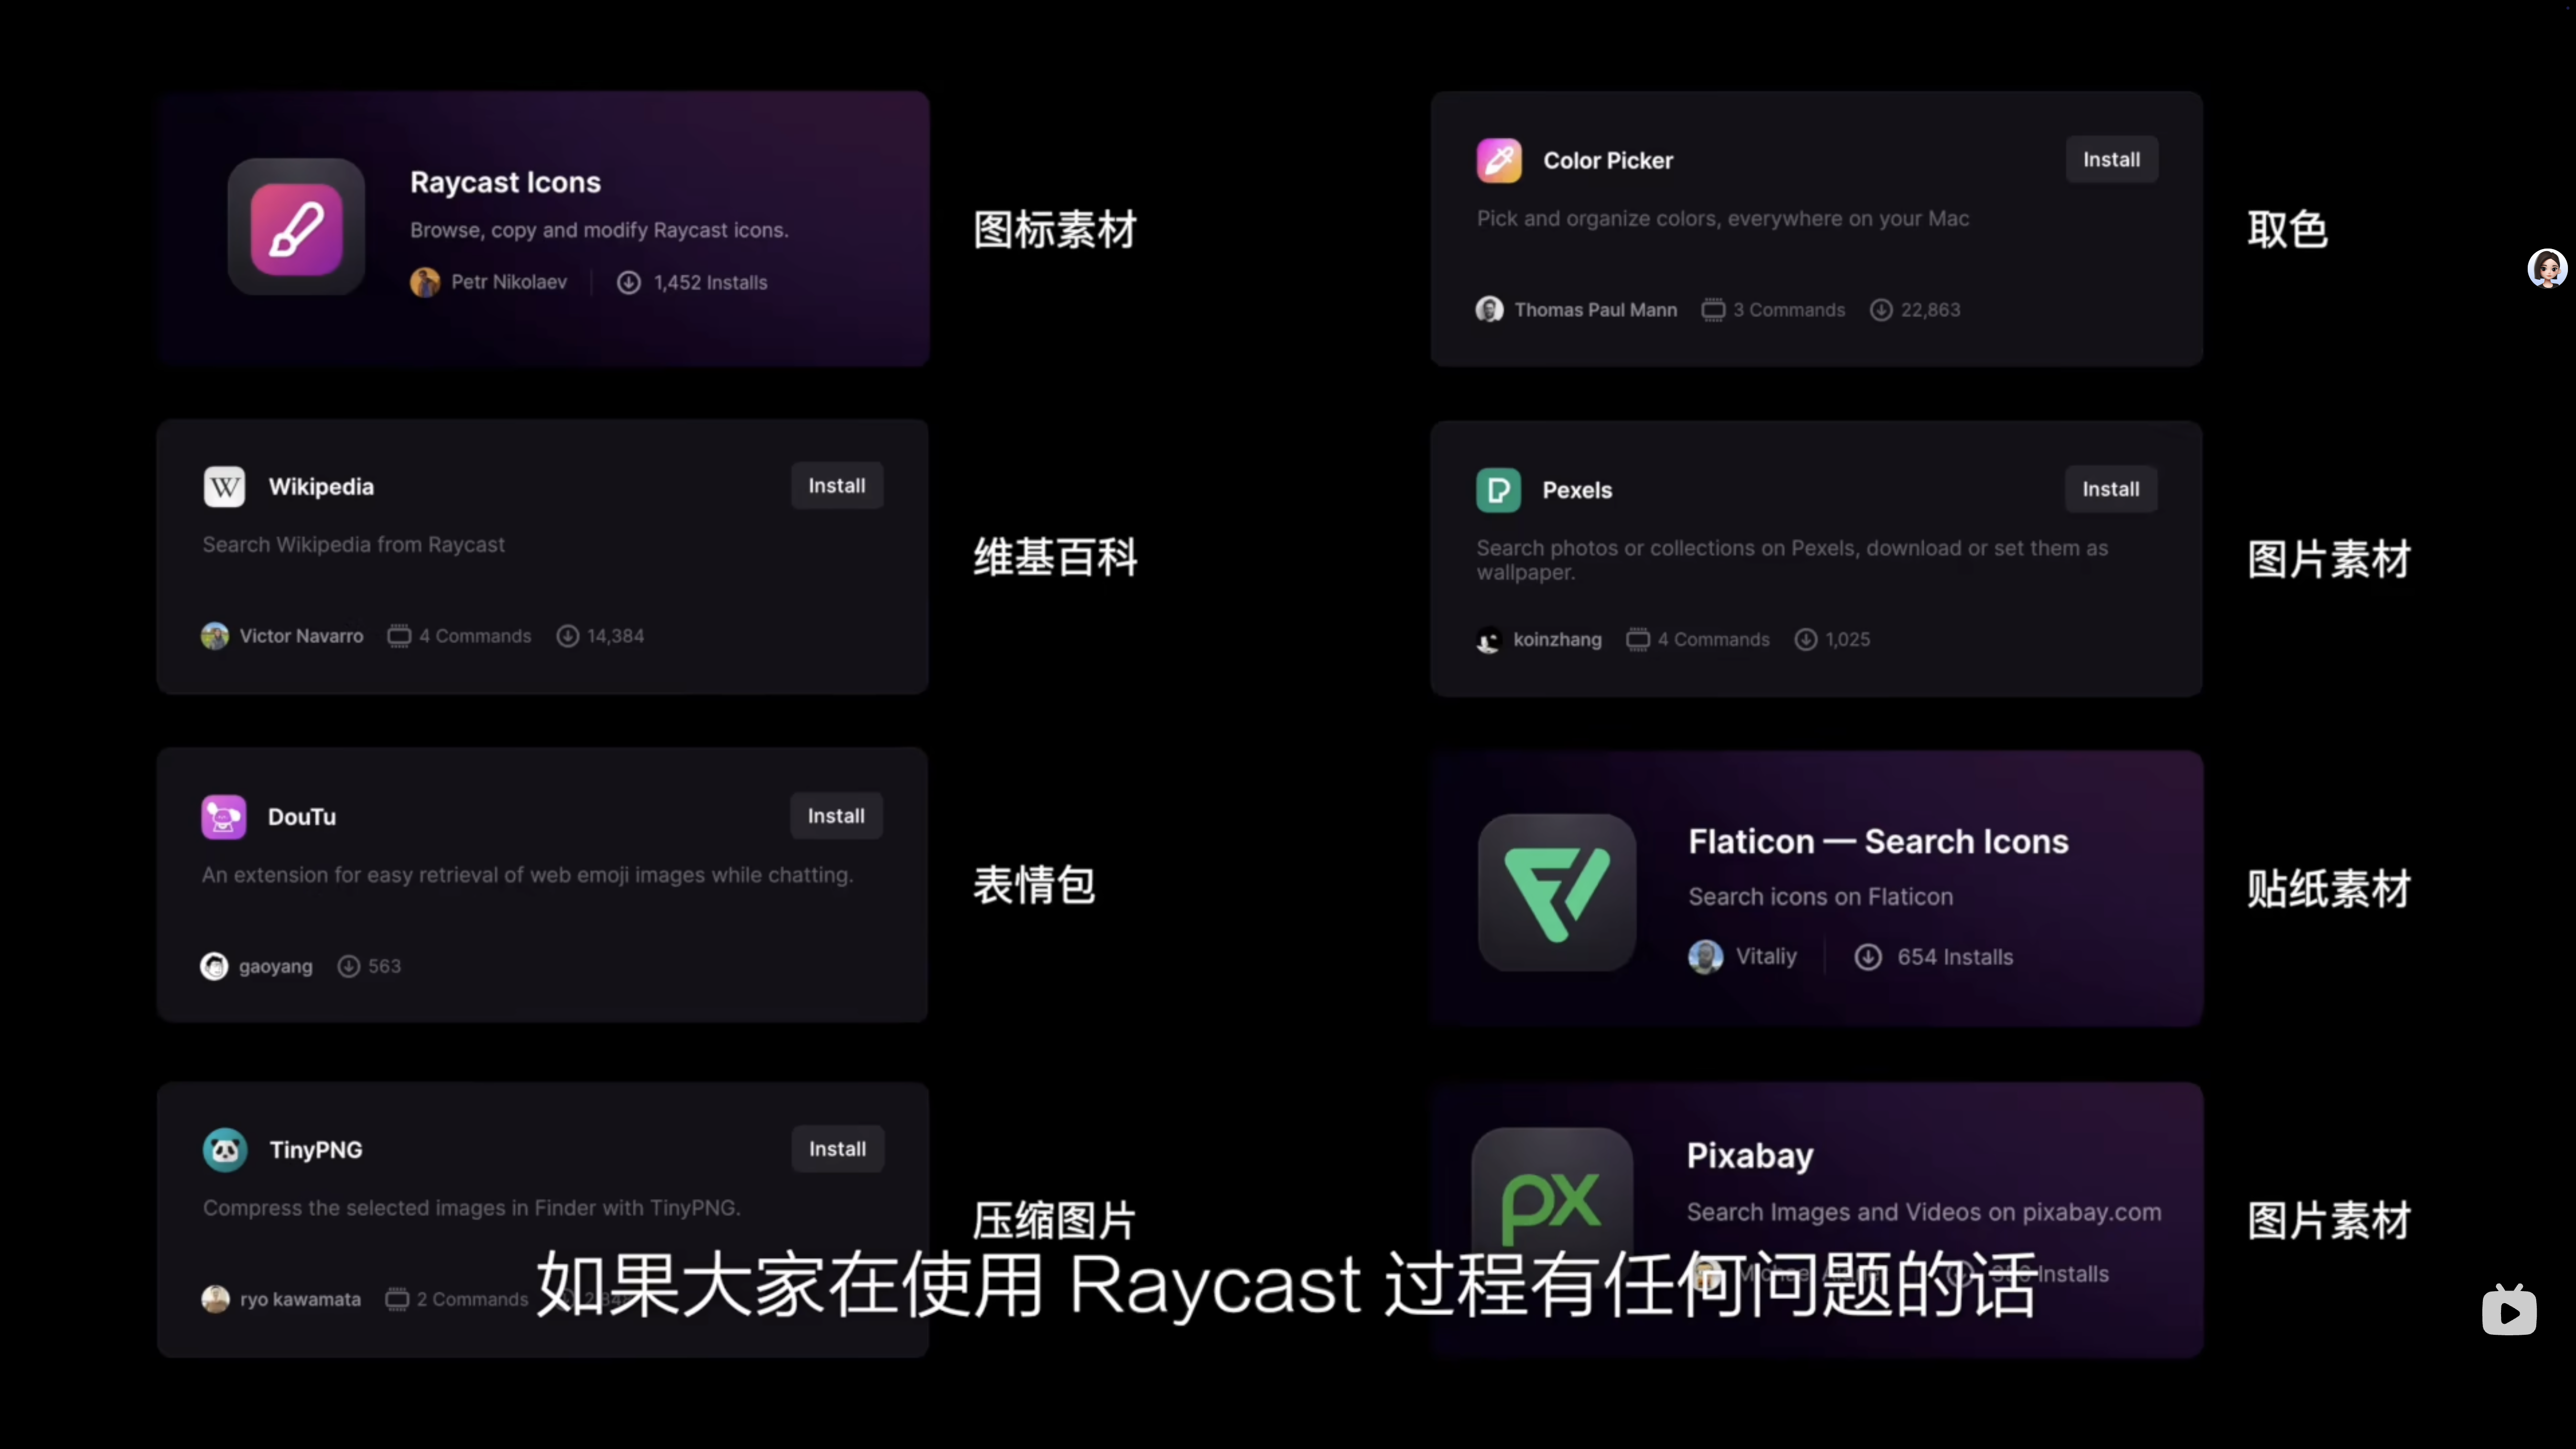 Raycast Icons
Browse, copy and modify Raycast icons.
Petr Nikolaev
1,452 Installs
图标素材
Color Picker
Install
Pick and organize colors, everywhere on your Mac
Thomas Paul Mann
3 Commands
22,863
取色
W
Wikipedia
Install
Search Wikipedia from Raycast
Victor Navarro
4 Commands
14,384
维基百科
Pexels
Install
Search photos or collections on Pexels, download or set them as
wallpaper.
koinzhang
4 Commands
1,025
图片素材
DouTu
Install
An extension for easy retrieval of web emoji images while chatting.
gaoyang
563
表情包
Flaticon — Search Icons
Search icons on Flaticon
Vitaliy
654 Installs
贴纸素材
TinyPNG
Install
Compress the selected images in Finder with TinyPNG.
ryo kawamata
2 Commands
压缩图片
px
Pixabay
Search Images and Videos on pixabay.com
Installs
图片素材
如果大家在使用 Raycast 过程有任何问题的话